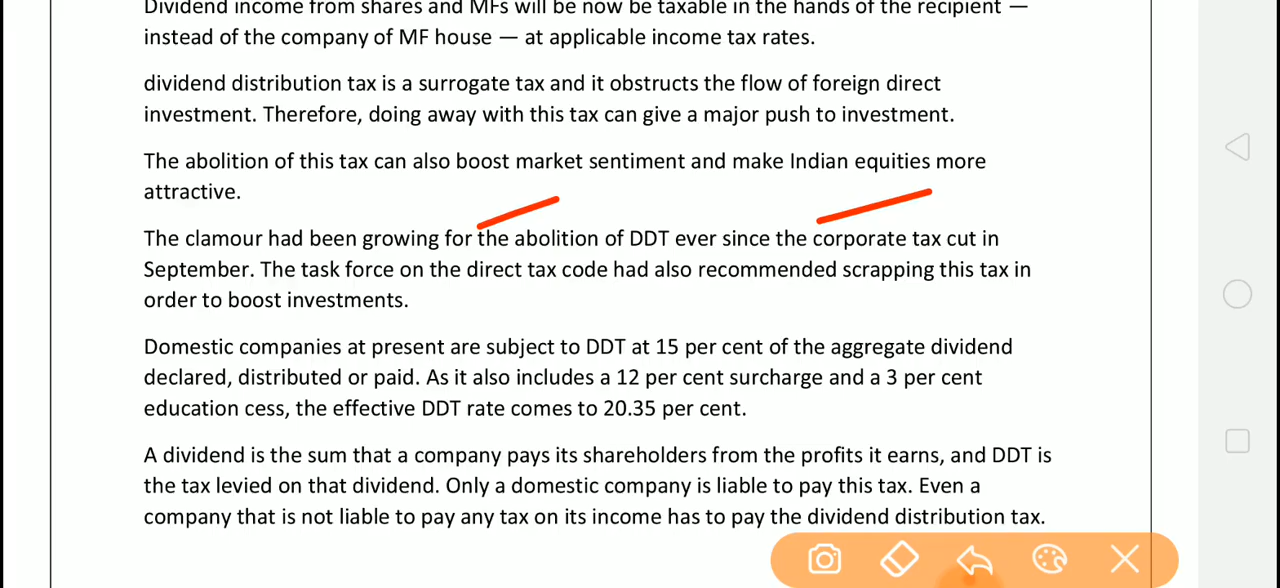 Dividend income from shares and MFs will be now be taxable in the hands of the recipient —
instead of the company of MF house — at applicable income tax rates.
dividend distribution tax is a surrogate tax and it obstructs the flow of foreign direct
investment. Therefore, doing away with this tax can give a major push to investment.
The abolition of this tax can also boost market sentiment and make Indian equities more
attractive.
The clamour had been growing for the abolition of DDT ever since the corporate tax cut in
September. The task force on the direct tax code had also recommended scrapping this tax in
order to boost investments.
Domestic companies at present are subject to DDT at 15 per cent of the aggregate dividend
declared, distributed or paid. As it also includes a 12 per cent surcharge and a 3 per cent
education cess, the effective DDT rate comes to 20.35 per cent.
A dividend is the sum that a company pays its shareholders from the profits it earns, and DDT is
the tax levied on that dividend. Only a domestic company is liable to pay this tax. Even a
company that is not liable to pay any tax on its income has to pay the dividend distribution tax.